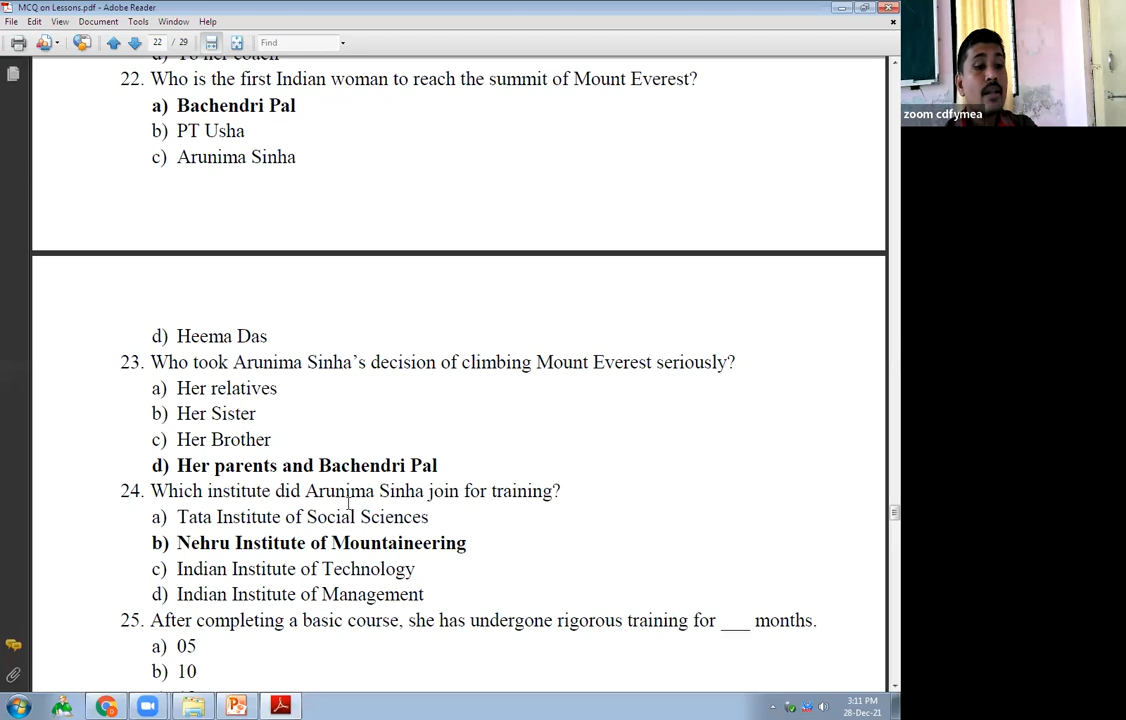 MCQ on Lessons.pdf - Adobe Reader
File Edit View Document Tools Window Help
22 / 29 Find
d) To her coach
22. Who is the first Indian woman to reach the summit of Mount Everest?
a) Bachendri Pal
b) PT Usha
c) Arunima Sinha
d) Heema Das
23. Who took Arunima Sinha’s decision of climbing Mount Everest seriously?
a) Her relatives
b) Her Sister
c) Her Brother
d) Her parents and Bachendri Pal
24. Which institute did Arunima Sinha join for training?
a) Tata Institute of Social Sciences
b) Nehru Institute of Mountaineering
c) Indian Institute of Technology
d) Indian Institute of Management
25. After completing a basic course, she has undergone rigorous training for ___ months.
a) 05
b) 10
zoom cdfymea
3:11 PM
28-Dec-21